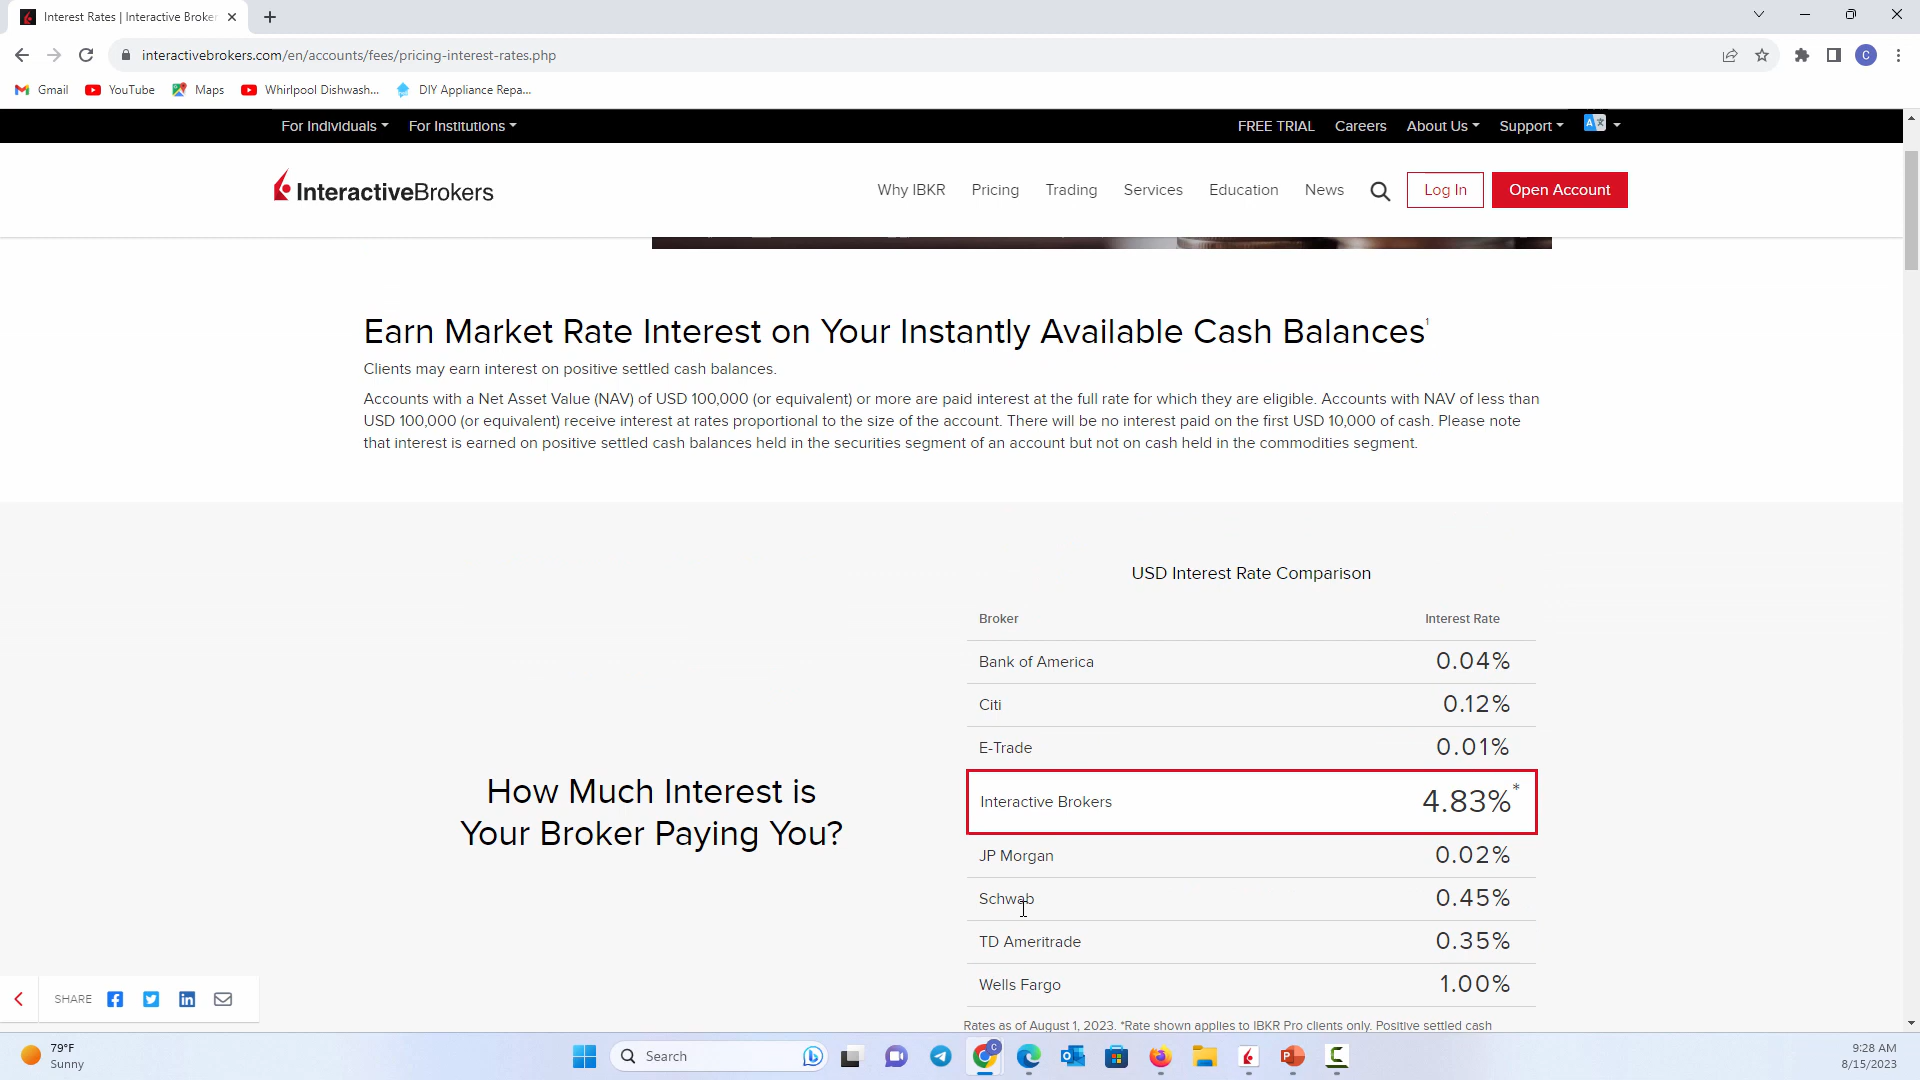 Interest Rates | Interactive Broker
interactivebrokers.com/en/accounts/fees/pricing-interest-rates.php
C
Gmail YouTube Maps Whirlpool Dishwash... DIY Appliance Repa...
For Individuals For Institutions FREE TRIAL Careers About Us Support
InteractiveBrokers Why IBKR Pricing Trading Services Education News Log In Open Account
Earn Market Rate Interest on Your Instantly Available Cash Balances¹
Clients may earn interest on positive settled cash balances.
Accounts with a Net Asset Value (NAV) of USD 100,000 (or equivalent) or more are paid interest at the full rate for which they are eligible. Accounts with NAV of less than
USD 100,000 (or equivalent) receive interest at rates proportional to the size of the account. There will be no interest paid on the first USD 10,000 of cash. Please note
that interest is earned on positive settled cash balances held in the securities segment of an account but not on cash held in the commodities segment.
How Much Interest is
Your Broker Paying You?
USD Interest Rate Comparison
Broker Interest Rate
Bank of America 0.04%
Citi 0.12%
E-Trade 0.01%
Interactive Brokers 4.83%*
JP Morgan 0.02%
Schwab 0.45%
TD Ameritrade 0.35%
Wells Fargo 1.00%
Rates as of August 1, 2023. *Rate shown applies to IBKR Pro clients only. Positive settled cash
SHARE
79°F
Sunny
Search
9:28 AM
8/15/2023